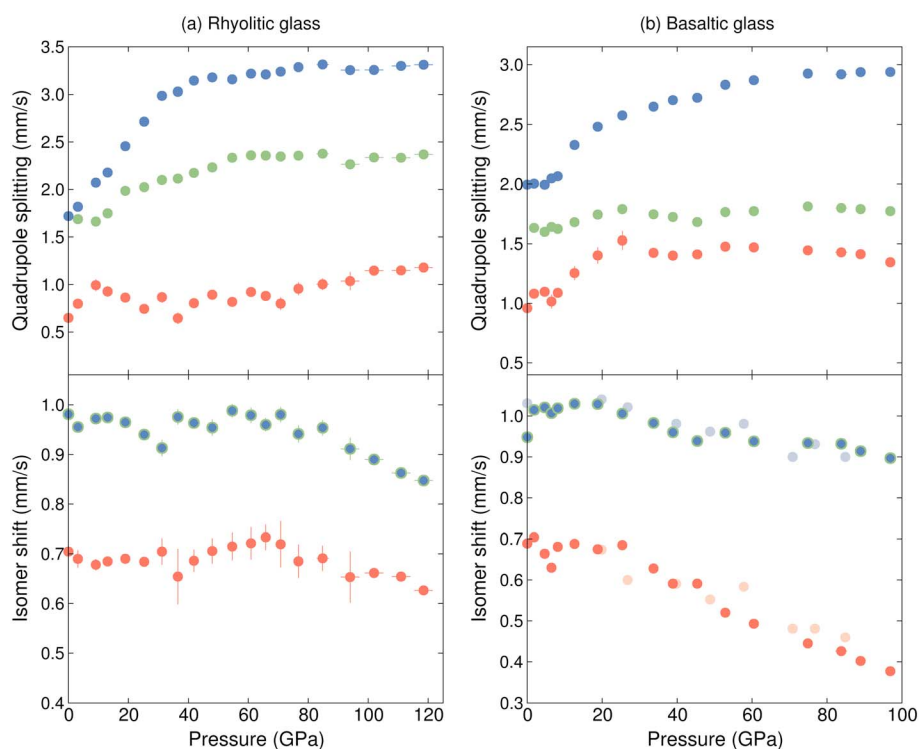 (a) Rhyolitic glass
(b) Basaltic glass
Quadrupole splitting (mm/s)
3.5
3.0
2.5
2.0
1.5
1.0
0.5
Quadrupole splitting (mm/s)
3.0
2.5
2.0
1.5
1.0
0.5
Isomer shift (mm/s)
1.0
0.9
0.8
0.7
0.6
0.5
0.4
Isomer shift (mm/s)
1.0
0.9
0.8
0.7
0.6
0.5
0.4
0.3
0 20 40 60 80 100 120
Pressure (GPa)
0 20 40 60 80 100
Pressure (GPa)